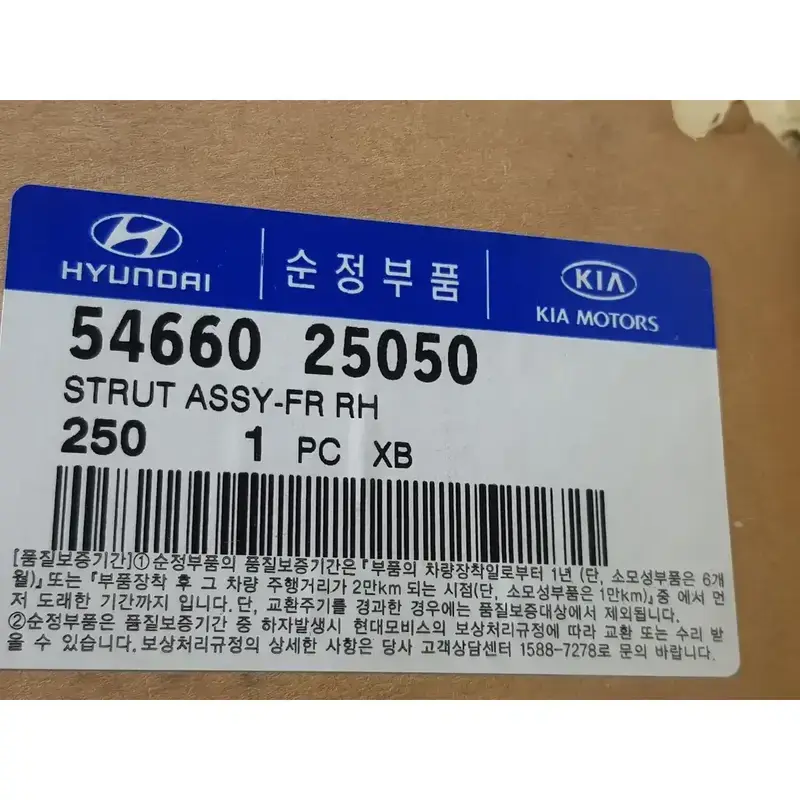 HYUNDAI 순정부품 KIA
KIA MOTORS
54660 25050
STRUT ASSY-FR RH
250 1 PC XB
[품질보증기간]①순정부품의 품질보증기간은『부품의 차량장착일로부터 1년 (단, 소모성부품은 6개
월)』또는『부품장착 후 그 차량 주행거리가 2만km 되는 시점(단, 소모성부품은 1만km)』중 에서 먼
저 도래한 기간까지 입니다. 단, 교환주기를 경과한 경우에는 품질보증대상에서 제외됩니다.
②순정부품은 품질보증기간 중 하자발생시 현대모비스의 보상처리규정에 따라 교환 또는 수리 받
을 수 있습니다. 보상처리규정의 상세한 사항은 당사 고객상담센터 1588-7278로 문의 바랍니다.